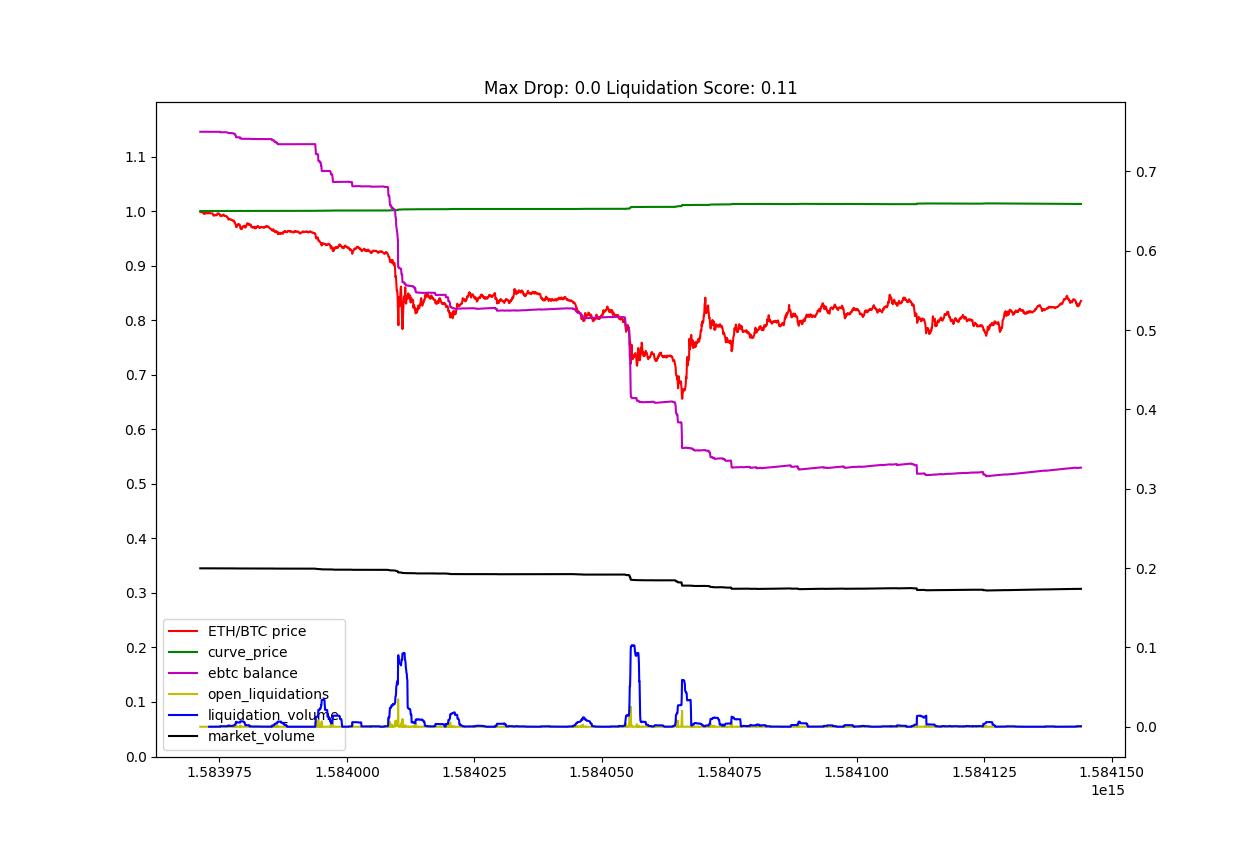 Max Drop: 0.0 Liquidation Score: 0.11
1.1
1.0
0.9
0.8
0.7
0.6
0.5
0.4
0.3
0.2
0.1
0.0
0.7
0.6
0.5
0.4
0.3
0.2
0.1
0.0
ETH/BTC price
curve_price
ebtc balance
open_liquidations
liquidation_volume
market_volume
1.583975 1.584000 1.584025 1.584050 1.584075 1.584100 1.584125 1.584150
1e15